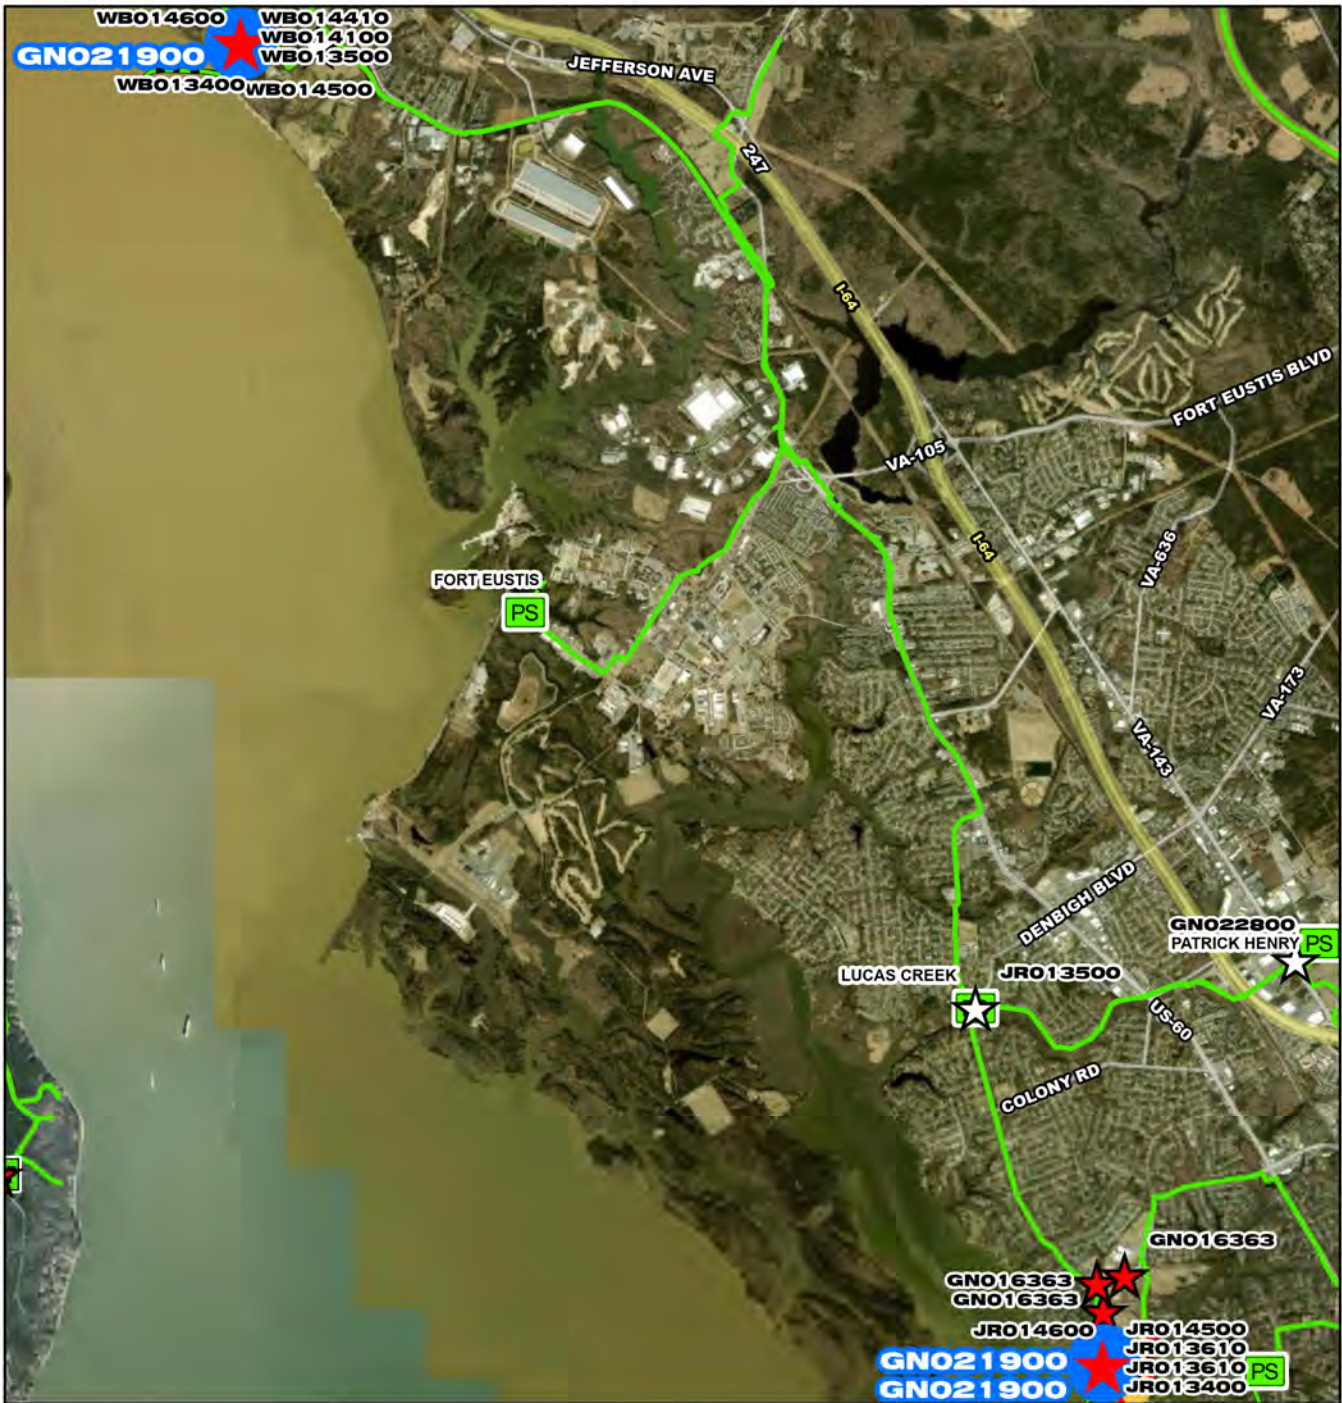 WB014600 WB014410
WB014100
GN021900 WB013500
WB013400 WB014500
JEFFERSON AVE
247
I-64
FORT EUSTIS BLVD
VA-105
I-64
VA-636
FORT EUSTIS
PS
VA-173
VA-143
DENBIGH BLVD
GN022800
PATRICK HENRY PS
LUCAS CREEK JR013500
US-60
COLONY RD
GN016363
GN016363
GN016363
JR014600 JR014500
JR013610
GN021900 JR013610 PS
GN021900 JR013400